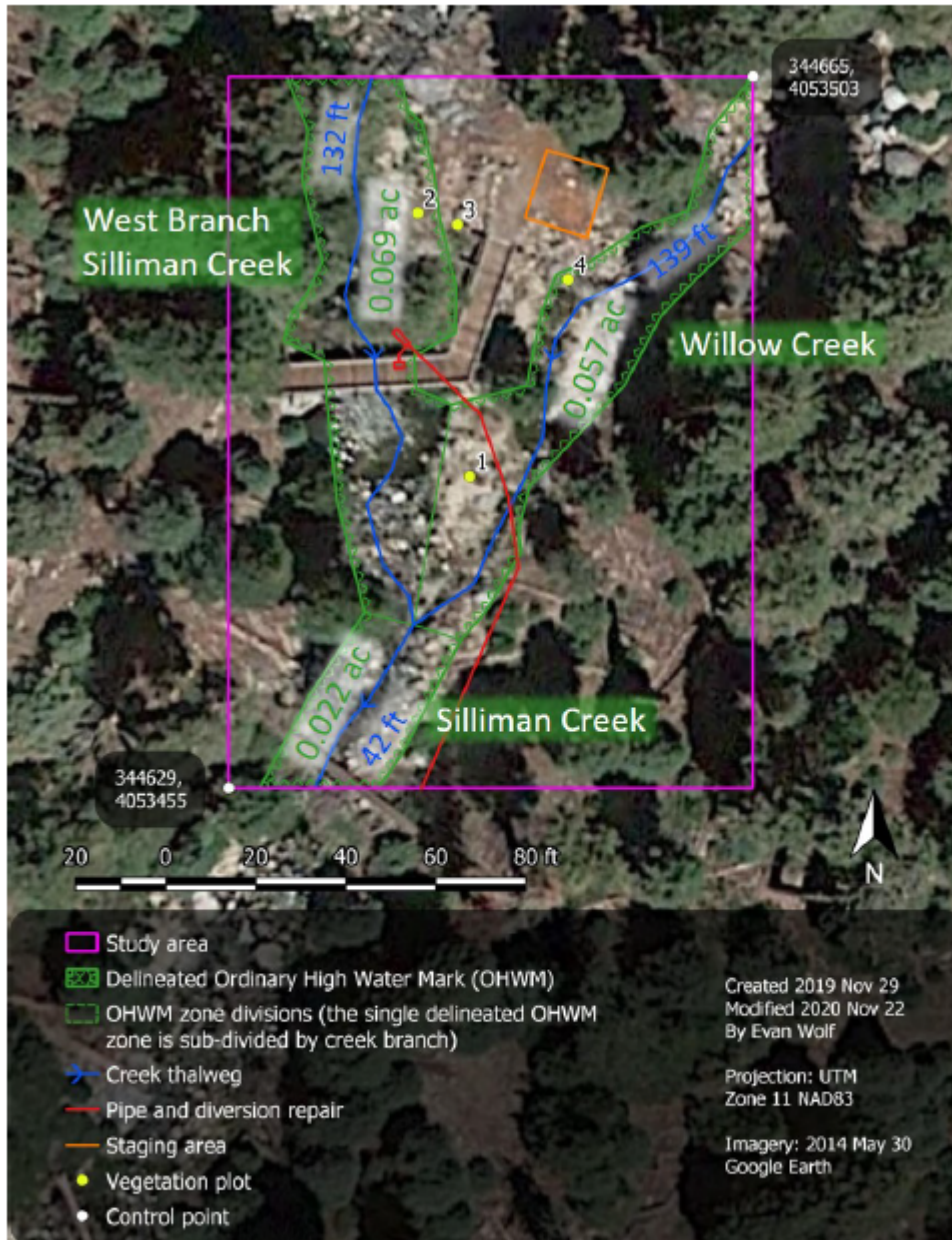 344665,
4053503
132 ft
West Branch
Silliman Creek
0.069 ac
2
3
4
139 ft
0.057 ac
Willow Creek
1
0.022 ac
42 ft
Silliman Creek
344629,
4053455
20 0 20 40 60 80 ft
N
Study area
Delineated Ordinary High Water Mark (OHWM)
OHWM zone divisions (the single delineated OHWM
zone is sub-divided by creek branch)
Creek thalweg
Pipe and diversion repair
Staging area
Vegetation plot
Control point
Created 2019 Nov 29
Modified 2020 Nov 22
By Evan Wolf
Projection: UTM
Zone 11 NAD83
Imagery: 2014 May 30
Google Earth